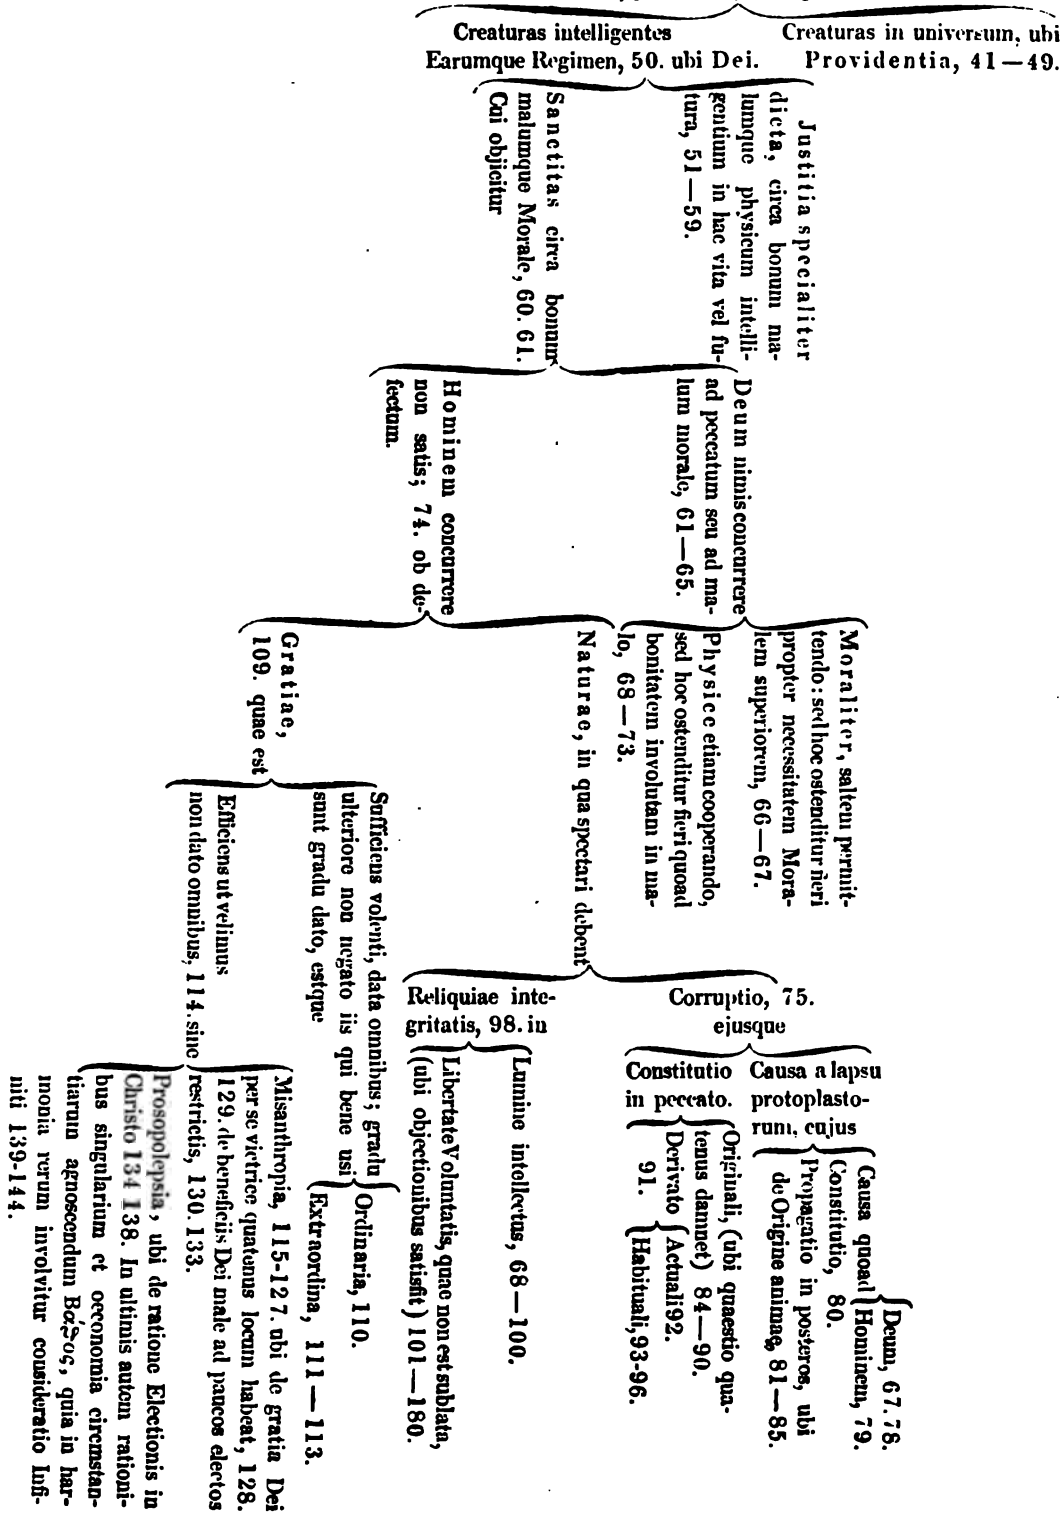 Creaturas intelligentes
Earumque Regimen, 50. ubi Dei.
Creaturas in universum, ubi
Providentia, 41—49.
Justitia specialiter
dicta, circa bonum ma-
lumque physicum intelli-
gentium in hac vita vel fu-
tura, 51—59.
Sanctitas circa bonum
malumque Morale, 60. 61.
Cui objicitur
Deum nimis concurrere
ad peccatum seu ad ma-
lum morale, 61—65.
Hominem concurrere
non satis; 74. ob de-
fectum.
Moraliter, saltem permit-
tendo: sed hoc ostenditur fieri
propter necessitatem Mora-
lem superiorem, 66—67.
Physice etiam cooperando,
sed hoc ostenditur fieri quoad
bonitatem involutam in ma-
lo, 68—73.
Naturae, in qua spectari debent
Gratiae,
109. quae est
Corruptio, 75.
ejusque
Reliquiae inte-
gritatis, 98. in
Causa a lapsu
protoplasto-
rum, cujus
Constitutio
in peccato.
Causa quoad
Deum, 67.78.
Hominem, 79.
Constitutio, 80.
Propagatio in posteros, ubi
de Origine animae, 81—85.
Originali, (ubi quaestio qua-
tenus damnet) 84—90.
Derivato
91.
Actuali 92.
Habituali, 93-96.
Lumine intellectus, 68—100.
Libertate Voluntatis, quae non est sublata,
(ubi objectionibus satisfit) 101—180.
Sufficiens volenti, data omnibus; gradu
ulteriore non negato iis qui bene usi
sunt gradu dato, estque
Ordinaria, 110.
Extraordina, 111—113.
Efficiens ut velimus
non dato omnibus, 114. sine
Misanthropia, 115-127. ubi de gratia Dei
per se victrice quatenus locum habeat, 128.
129. de beneficiis Dei male ad paucos electos
restrictis, 130. 133.
Prosopolepsia, ubi de ratione Electionis in
Christo 134 138. In ultimis autem rationi-
bus singularium et oeconomia circmstan-
tiarum agnoscendum Βάϑος, quia in har-
monia rerum involvitur consideratio Infi-
niti 139-144.